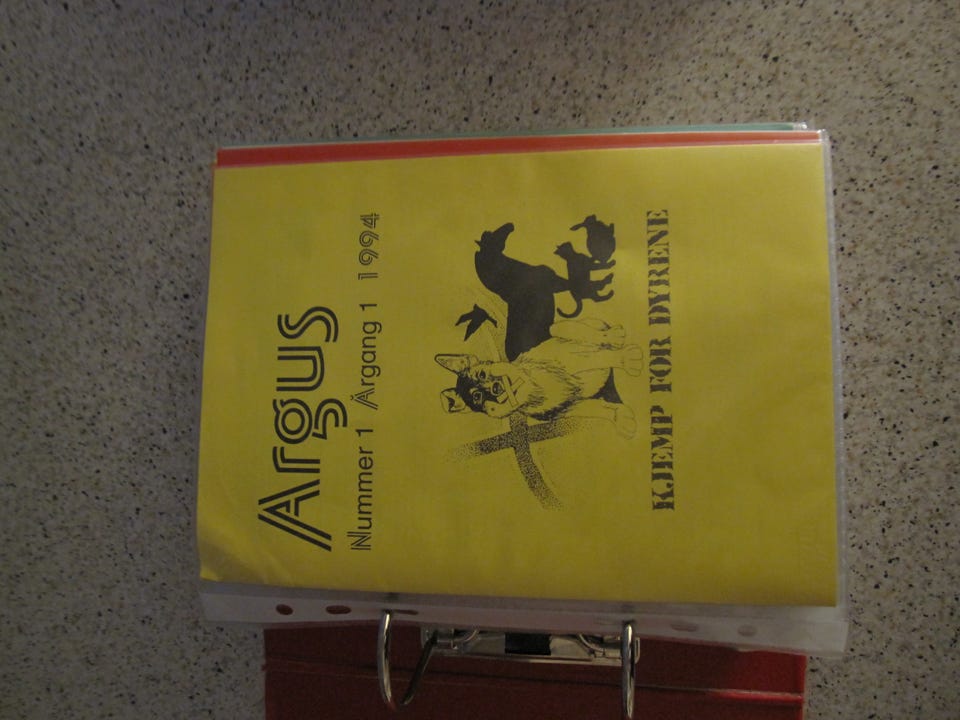 Argus
Nummer 1 Årgang 1 1994
KJEMP FOR DYRENE